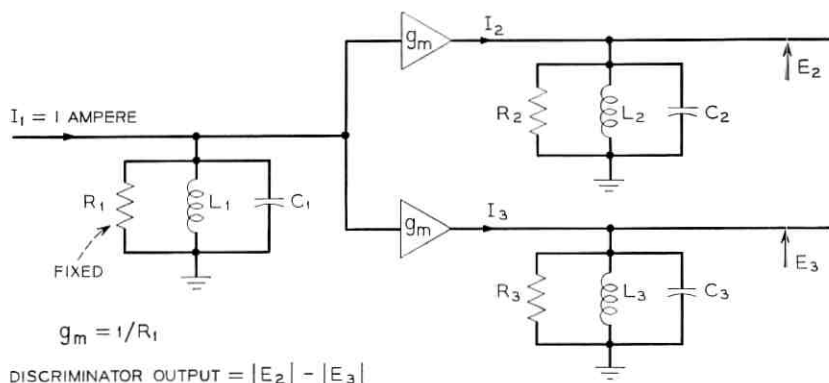 gm I2
E2
R2 L2 C2
I1 = 1 AMPERE
R1 L1 C1
FIXED
gm I3
E3
R3 L3 C3
gm = 1/R1
DISCRIMINATOR OUTPUT = |E2| - |E3|